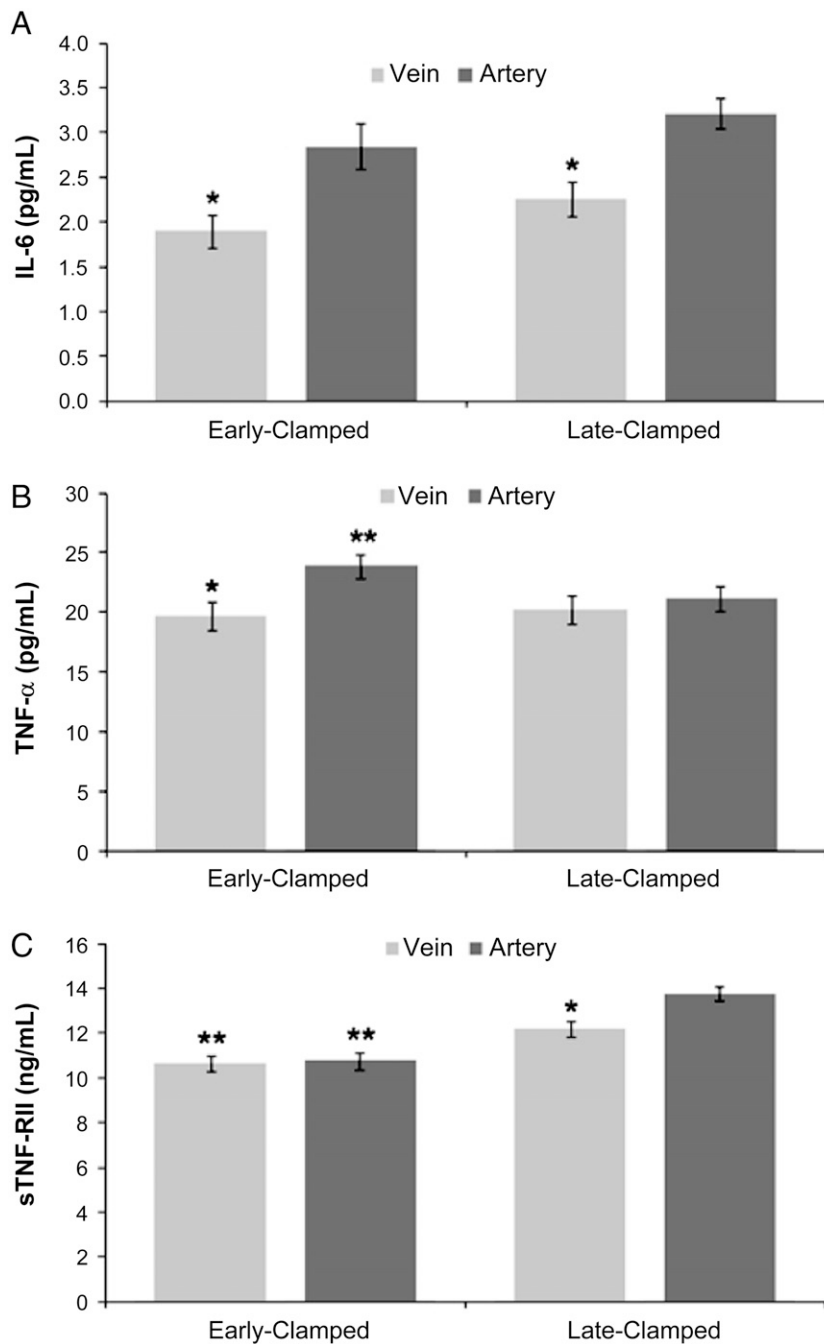 A
Vein Artery
IL-6 (pg/mL)
4.0
3.5
3.0
2.5
2.0
1.5
1.0
0.5
0.0
*
*
Early-Clamped Late-Clamped
B
Vein Artery
TNF-α (pg/mL)
30
25
20
15
10
5
0
*
**
Early-Clamped Late-Clamped
C
Vein Artery
sTNF-RII (ng/mL)
16
14
12
10
8
6
4
2
0
**
**
*
Early-Clamped Late-Clamped